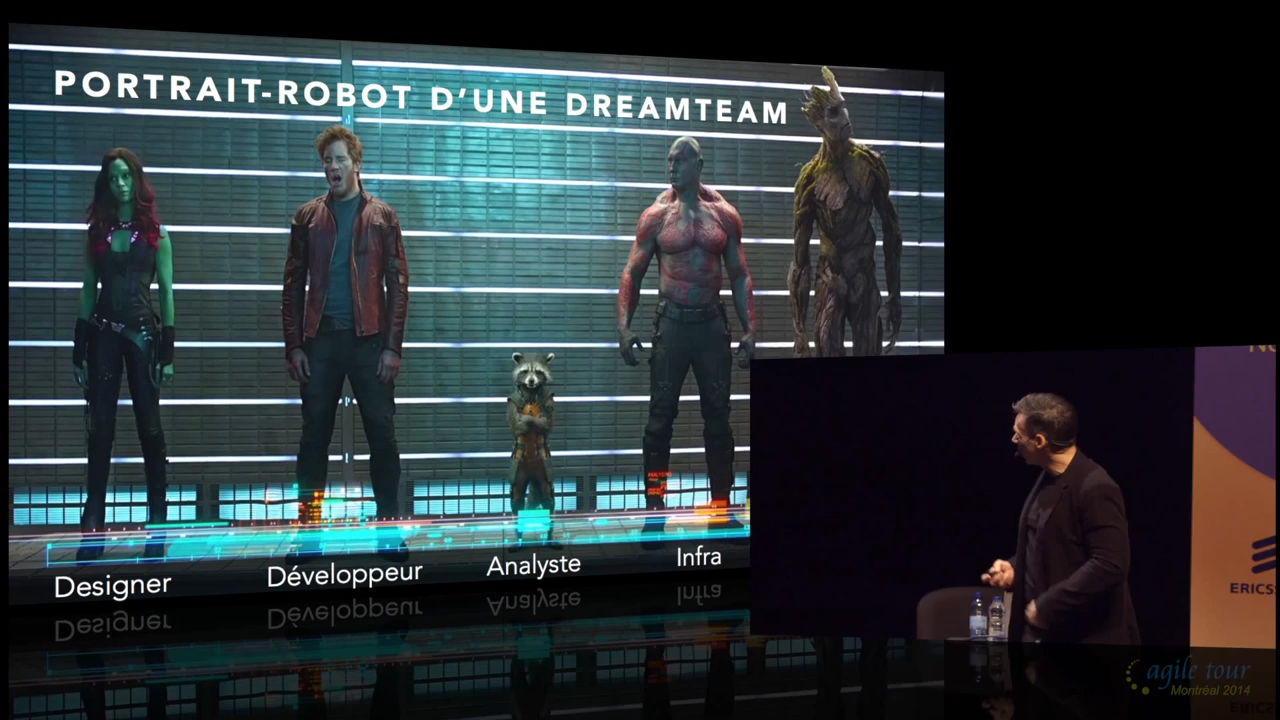 PORTRAIT-ROBOT D'UNE DREAMTEAM
Designer
Développeur
Analyste
Infra
agile tour
Montréal 2014